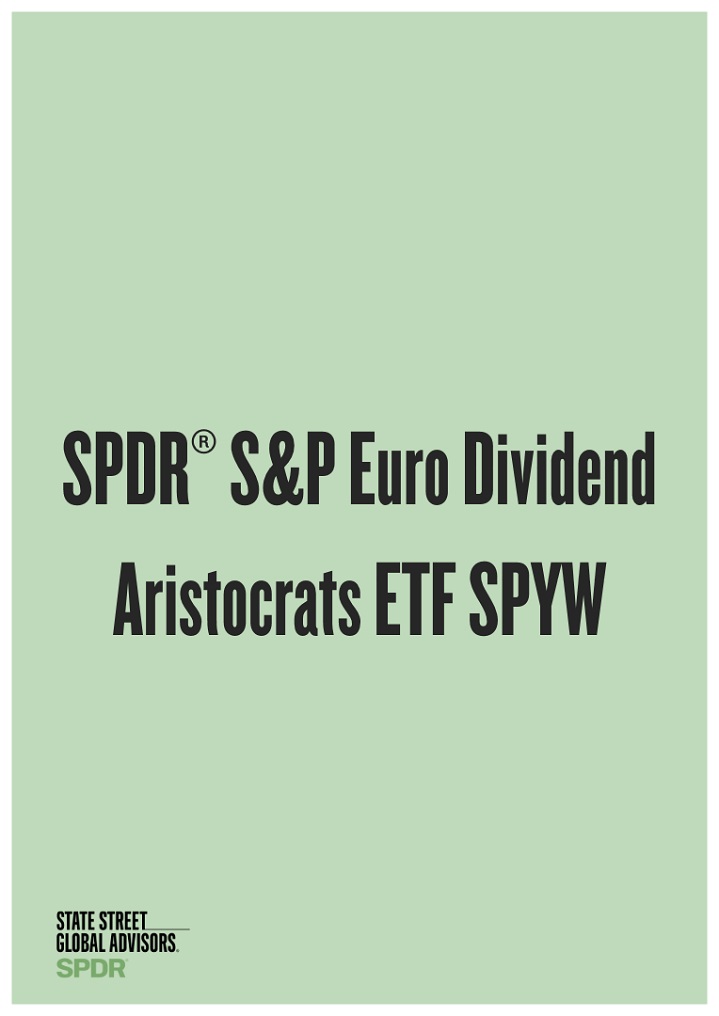 SPDR® S&P Euro Dividend
Aristocrats ETF SPYW
STATE STREET
GLOBAL ADVISORS.
SPDR®